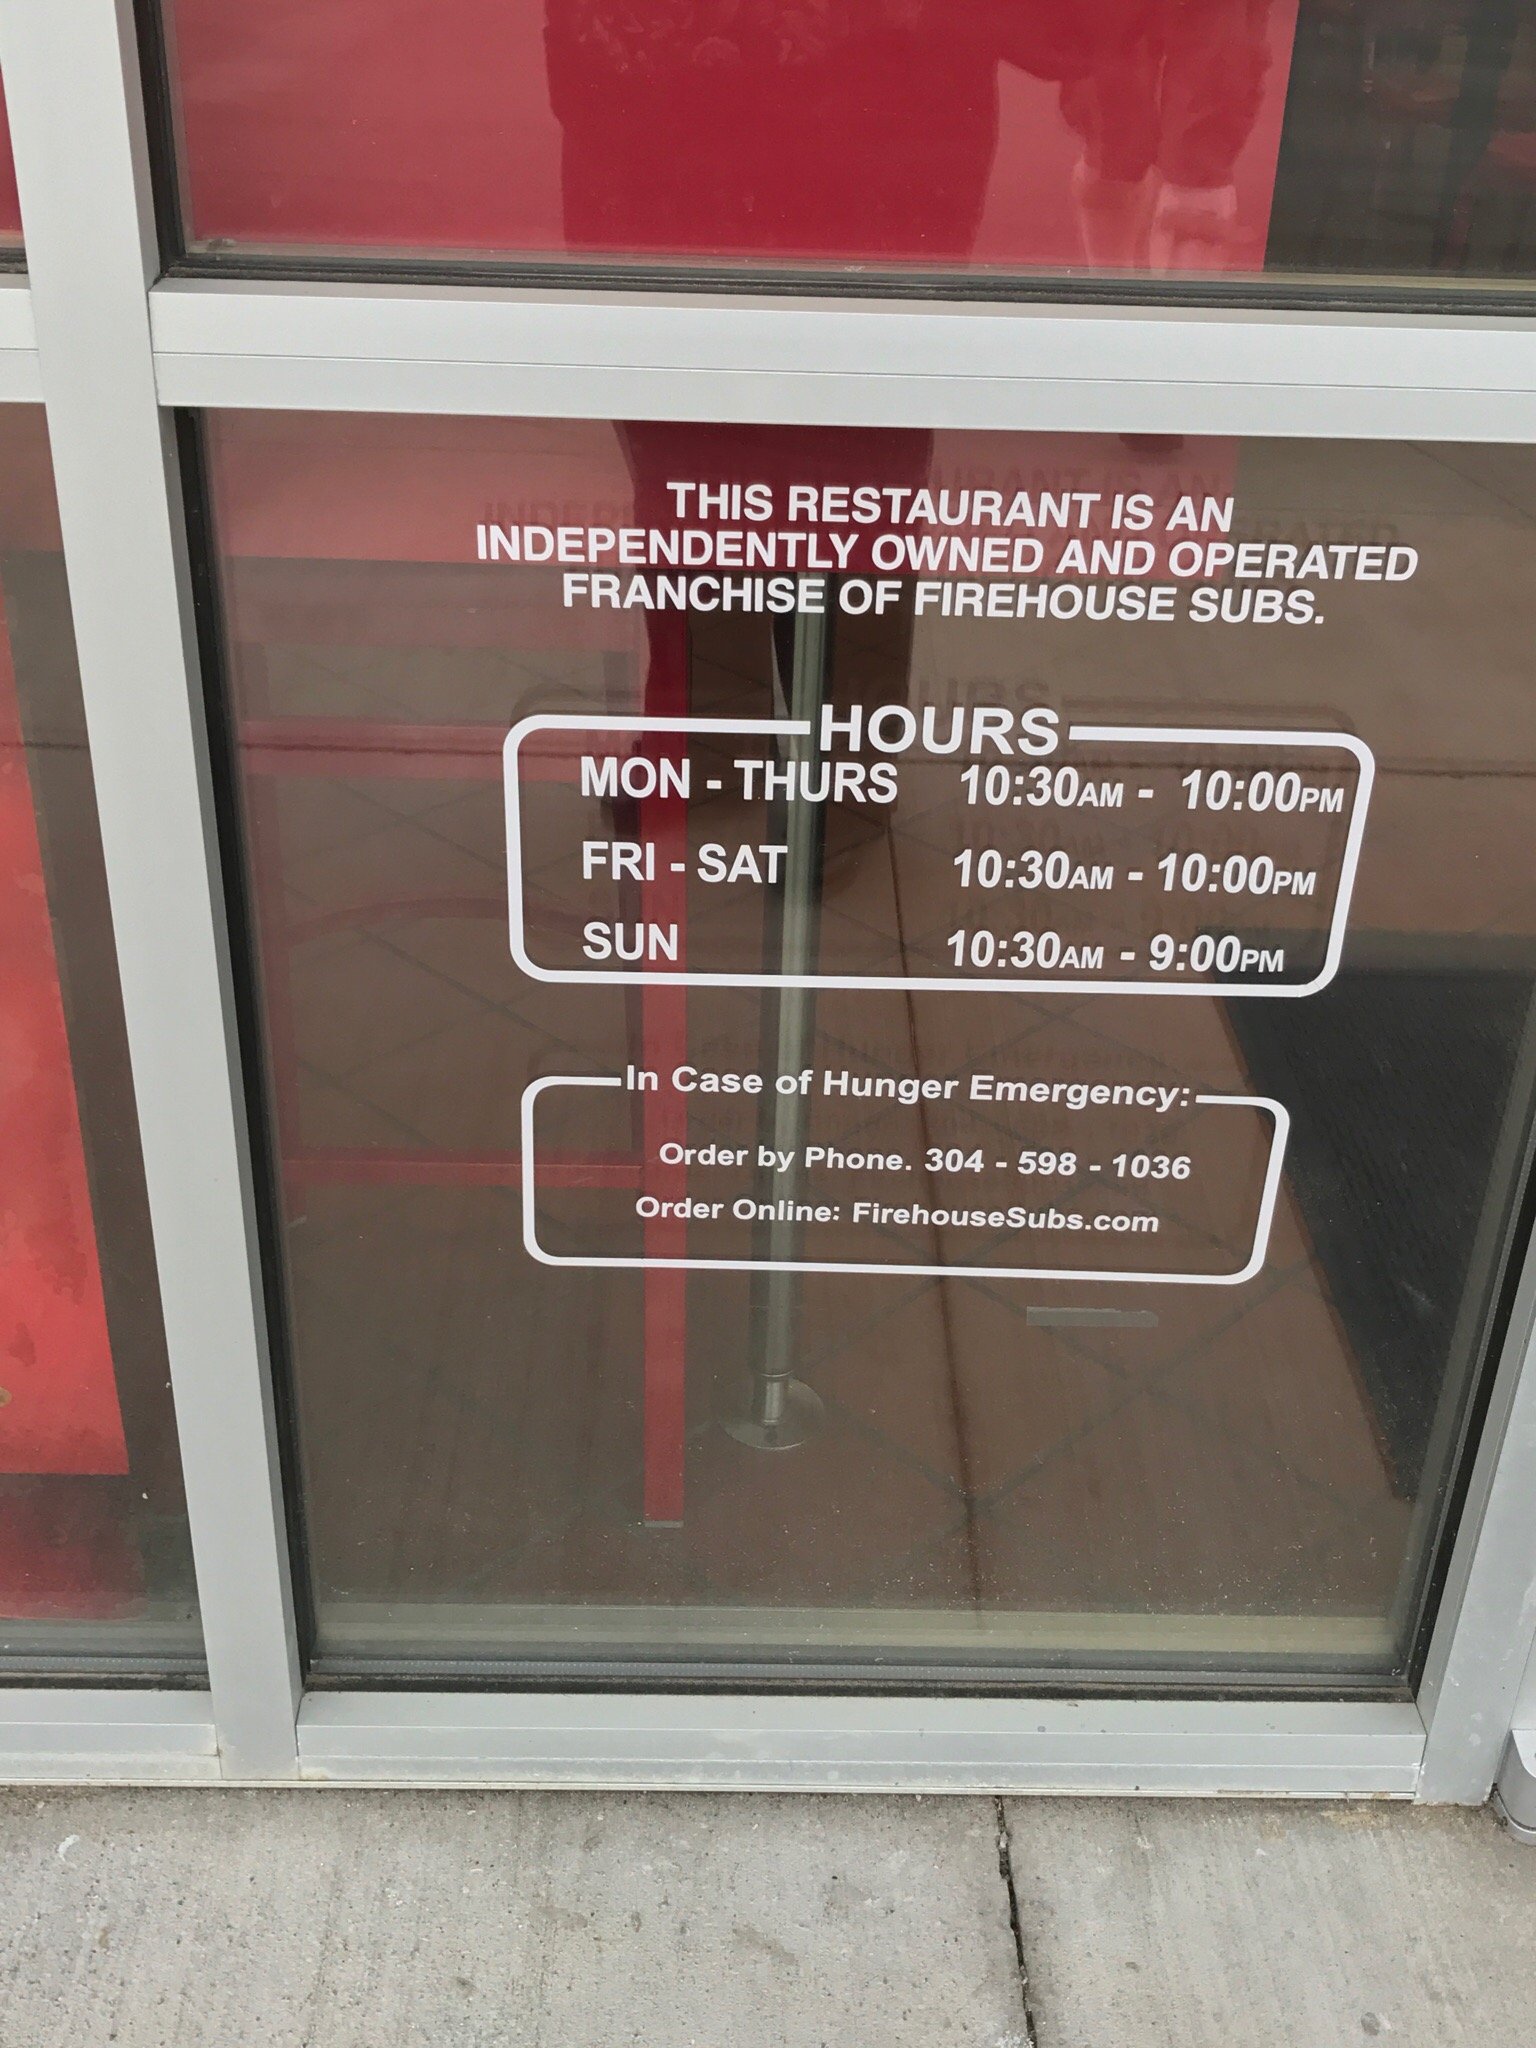 THIS RESTAURANT IS AN
INDEPENDENTLY OWNED AND OPERATED
FRANCHISE OF FIREHOUSE SUBS.
HOURS
MON - THURS 10:30AM - 10:00PM
FRI - SAT 10:30AM - 10:00PM
SUN 10:30AM - 9:00PM
In Case of Hunger Emergency:
Order by Phone. 304 - 598 - 1036
Order Online: FirehouseSubs.com